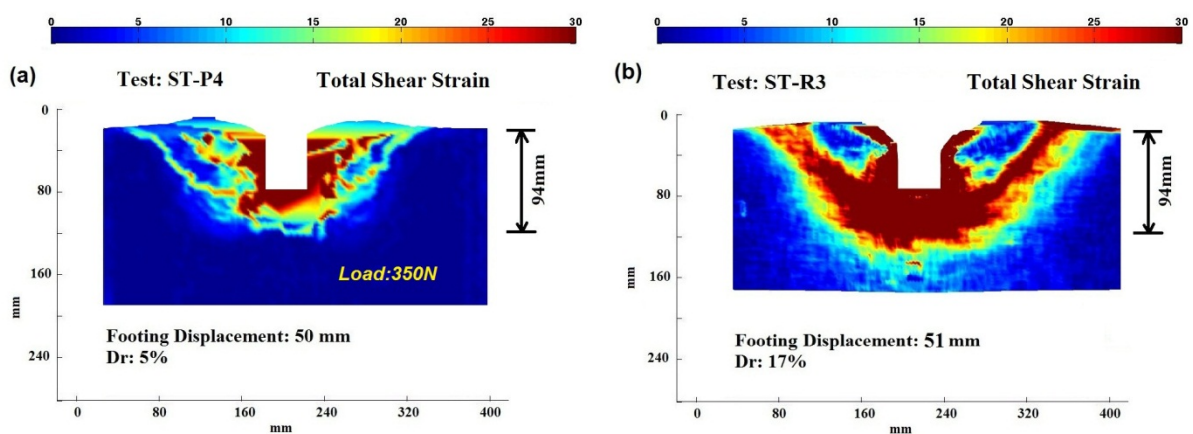 0 5 10 15 20 25 30
(a) Test: ST-P4 Total Shear Strain
0
80
160
mm
240
94mm
Load:350N
Footing Displacement: 50 mm
Dr: 5%
0 80 160 240 320 400
mm
0 5 10 15 20 25 30
(b) Test: ST-R3 Total Shear Strain
0
80
160
mm
240
94mm
Footing Displacement: 51 mm
Dr: 17%
0 80 160 240 320 400
mm